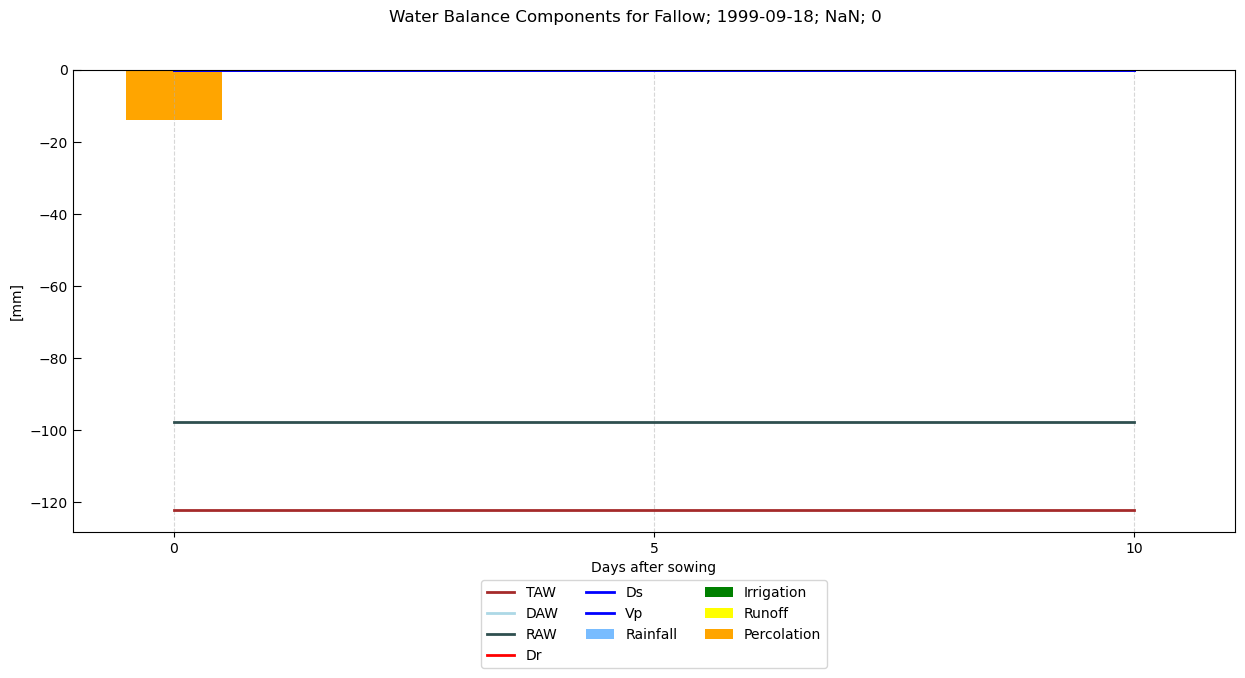 Water Balance Components for Fallow; 1999-09-18; NaN; 0
0
−20
−40
−60
−80
−100
−120
[mm]
0 5 10
Days after sowing
TAW Ds Irrigation
DAW Vp Runoff
RAW Rainfall Percolation
Dr